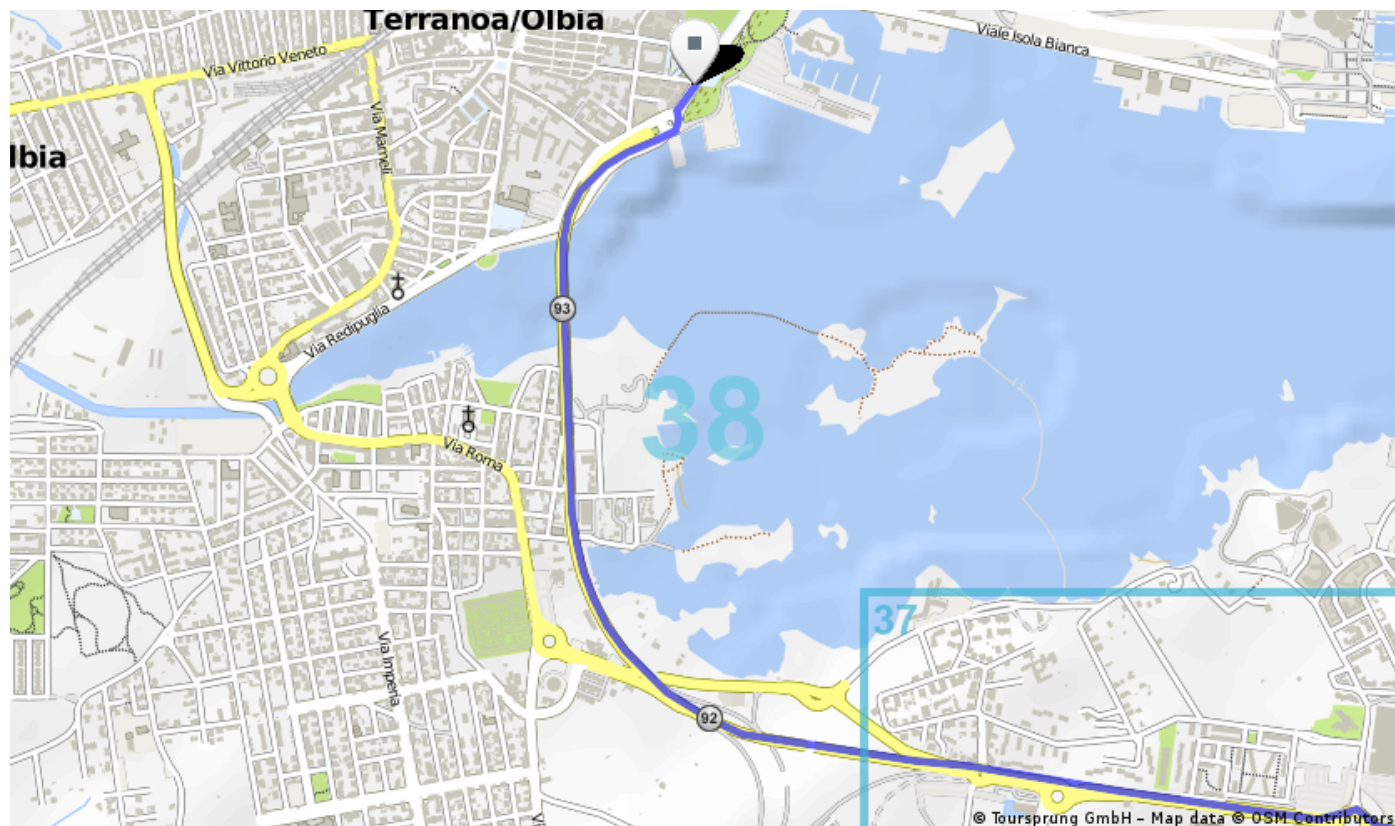 Terranoa/Olbia
Viale Isola Bianca
Via Vittorio Veneto
Via Mameli
lbia
93
Via Redipuglia
38
Via Roma
37
Via Imperia
92
© Toursprung GmbH – Map data © OSM Contributors